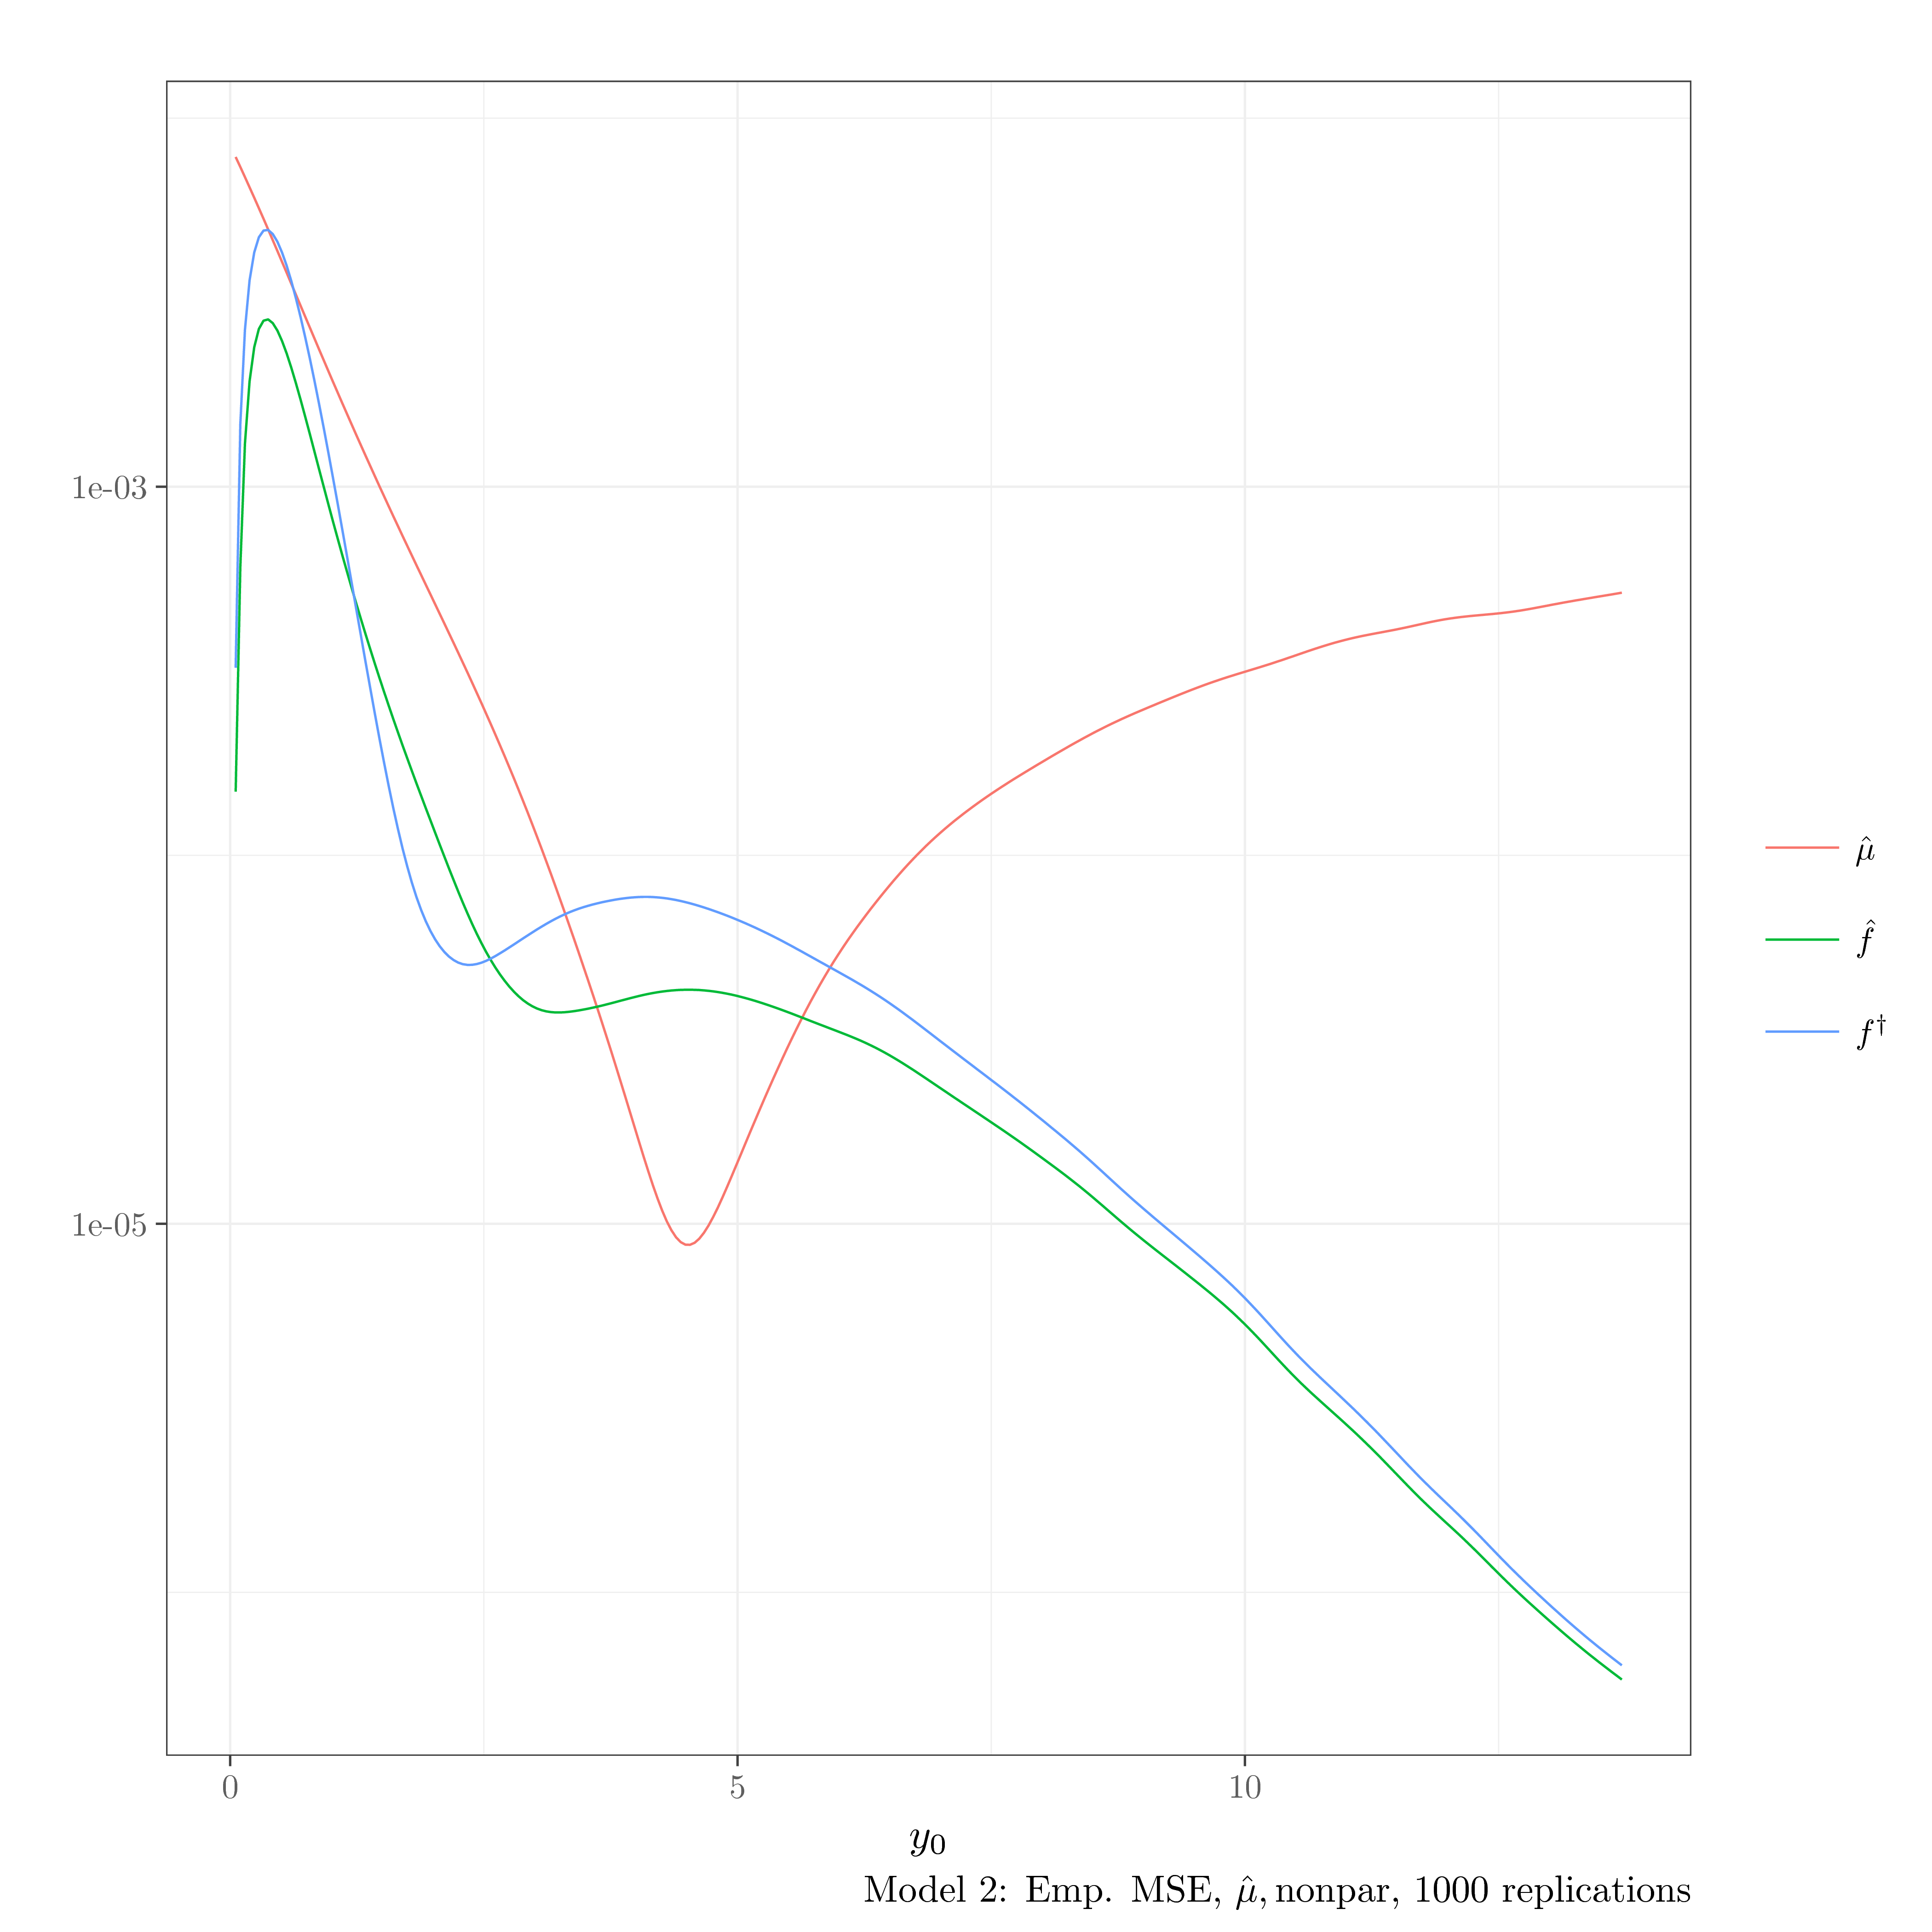 1e-03
1e-05
0
5
10
y₀
μ̂
f̂
f†
Model 2: Emp. MSE, μ̂, nonpar, 1000 replications